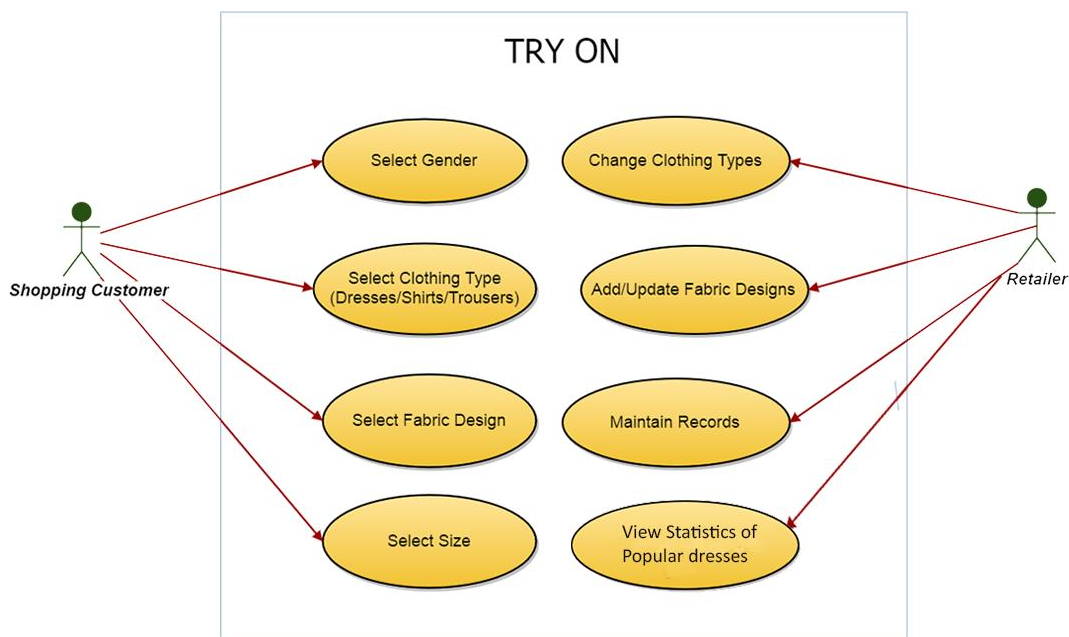 TRY ON
Select Gender
Change Clothing Types
Shopping Customer
Select Clothing Type
(Dresses/Shirts/Trousers)
Add/Update Fabric Designs
Retailer
Select Fabric Design
Maintain Records
Select Size
View Statistics of
Popular dresses